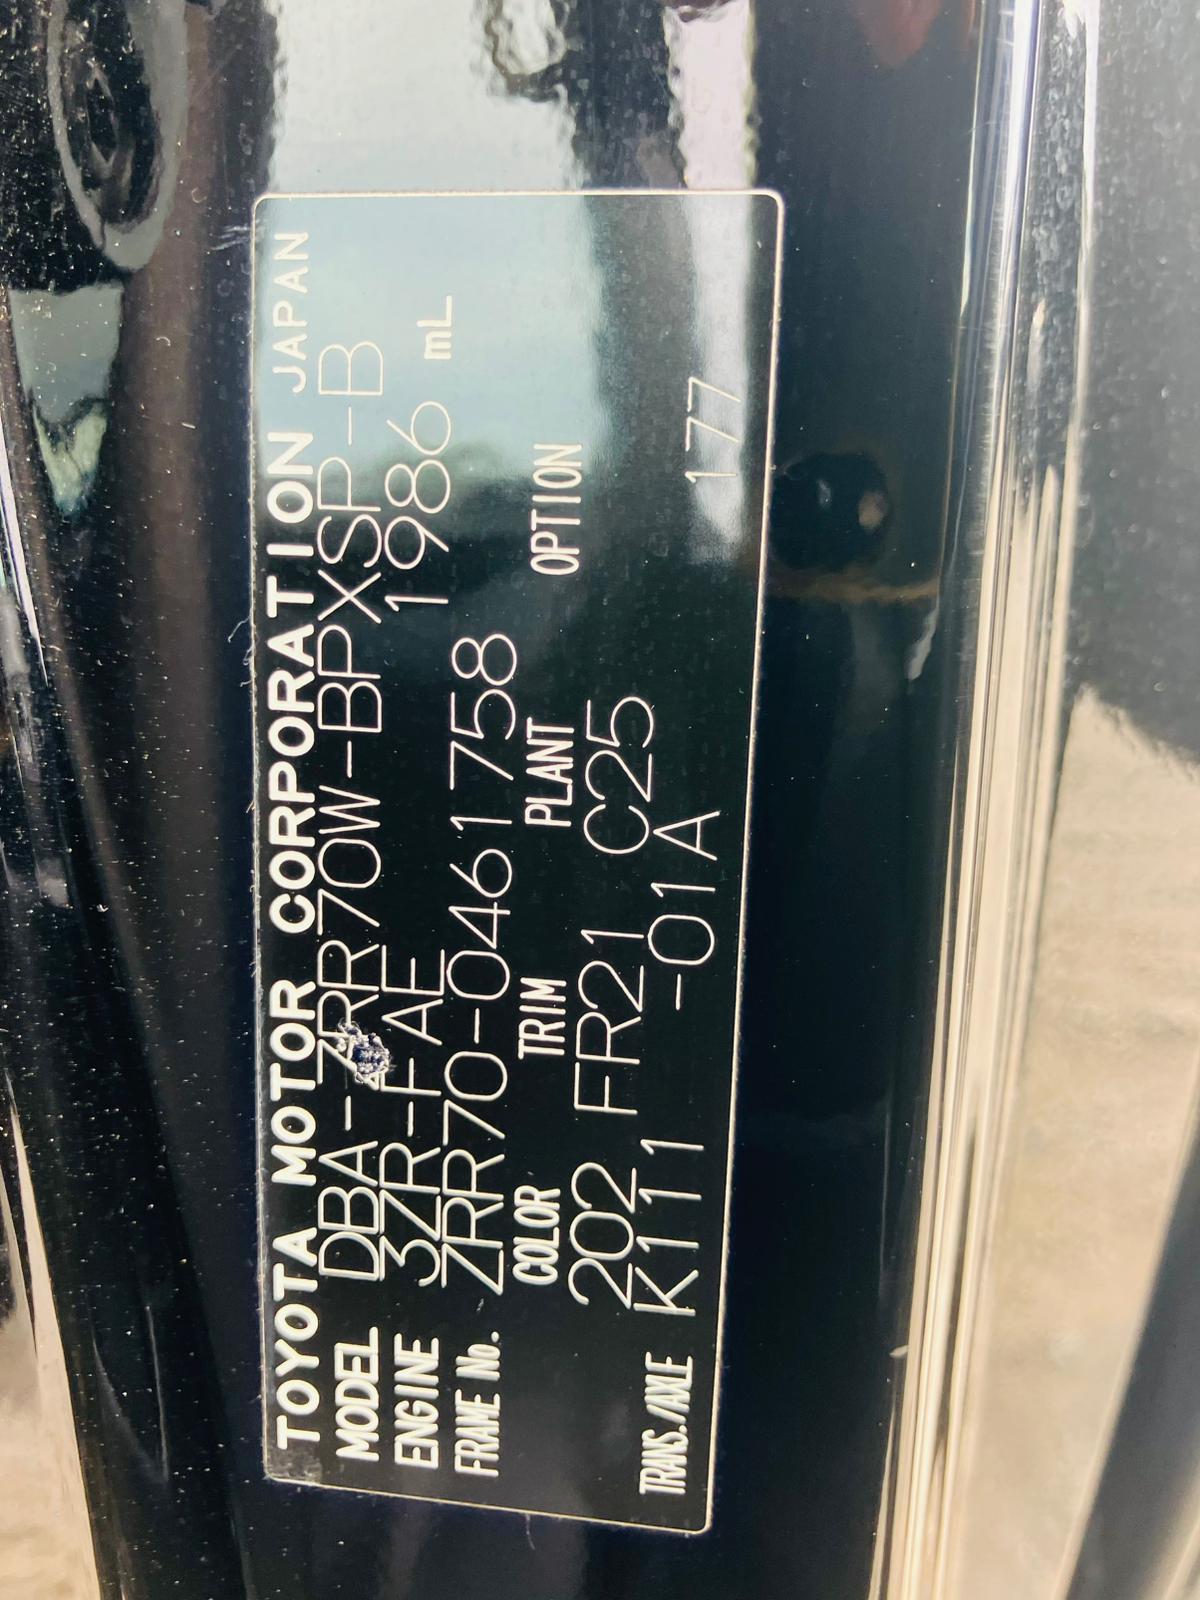 TOYOTA MOTOR CORPORATION JAPAN
MODEL DBA-ZRR70W-BPXSP-B
ENGINE 3ZR-FAE 1986 mL
FRAME No. ZRR70-0461758
COLOR TRIM PLANT OPTION
202 FR21 C25
TRANS./AXLE K111 -01A 177